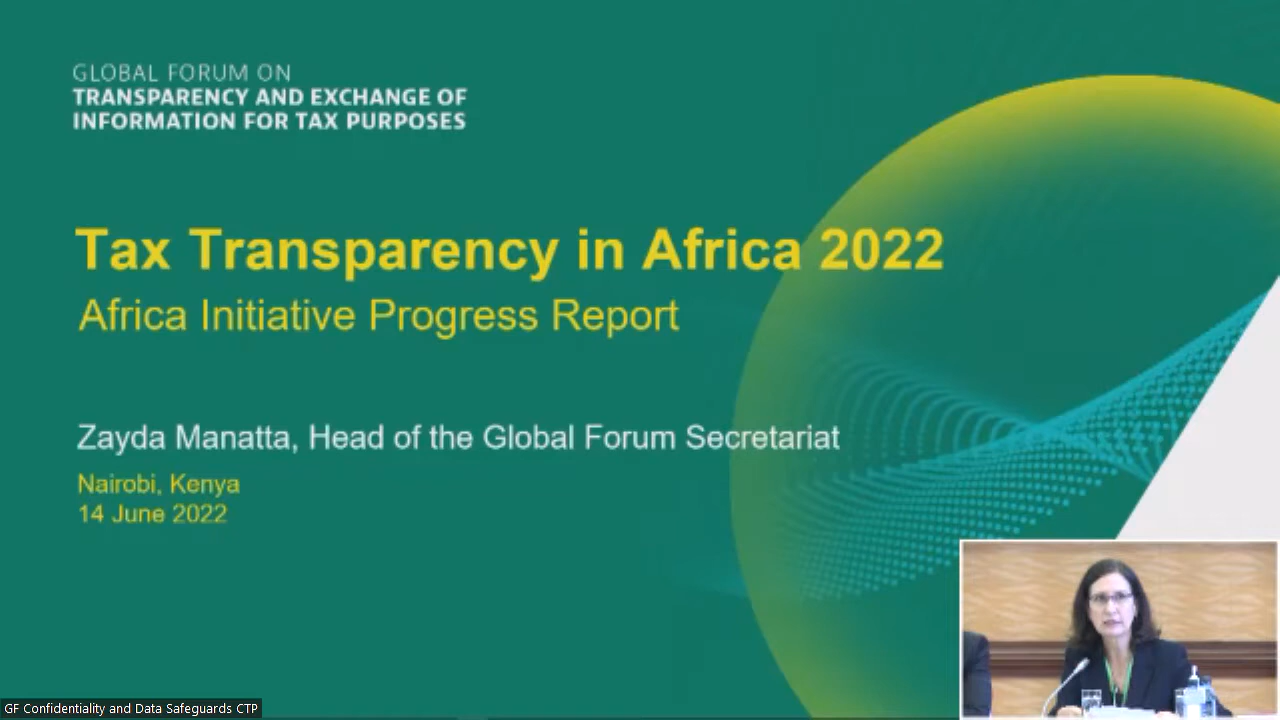 GLOBAL FORUM ON
TRANSPARENCY AND EXCHANGE OF
INFORMATION FOR TAX PURPOSES
Tax Transparency in Africa 2022
Africa Initiative Progress Report
Zayda Manatta, Head of the Global Forum Secretariat
Nairobi, Kenya
14 June 2022
GF Confidentiality and Data Safeguards CTP